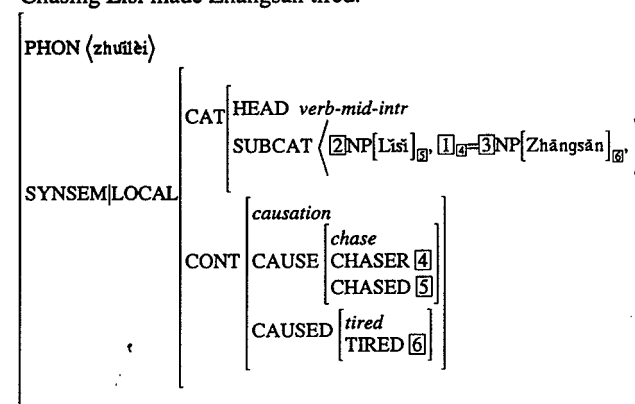 Chasing Lisi made Zhangsan tired.
PHON ⟨zhuīlèi⟩
SYNSEM|LOCAL
CAT
HEAD verb-mid-intr
SUBCAT ⟨ [2]NP[Lǐsì][5], [1][4]=[3]NP[Zhāngsān][6],
CONT
causation
CAUSE
chase
CHASER [4]
CHASED [5]
CAUSED
tired
TIRED [6]